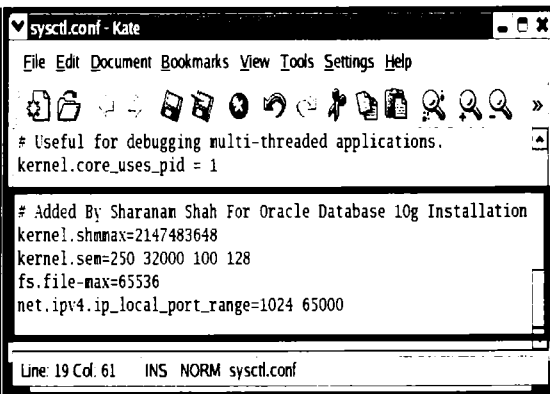 sysctl.conf - Kate
File Edit Document Bookmarks View Tools Settings Help
»
# Useful for debugging multi-threaded applications.
kernel.core_uses_pid = 1
# Added By Sharanam Shah For Oracle Database 10g Installation
kernel.shmmax=2147483648
kernel.sem=250 32000 100 128
fs.file-max=65536
net.ipv4.ip_local_port_range=1024 65000
Line: 19 Col: 61 INS NORM sysctl.conf